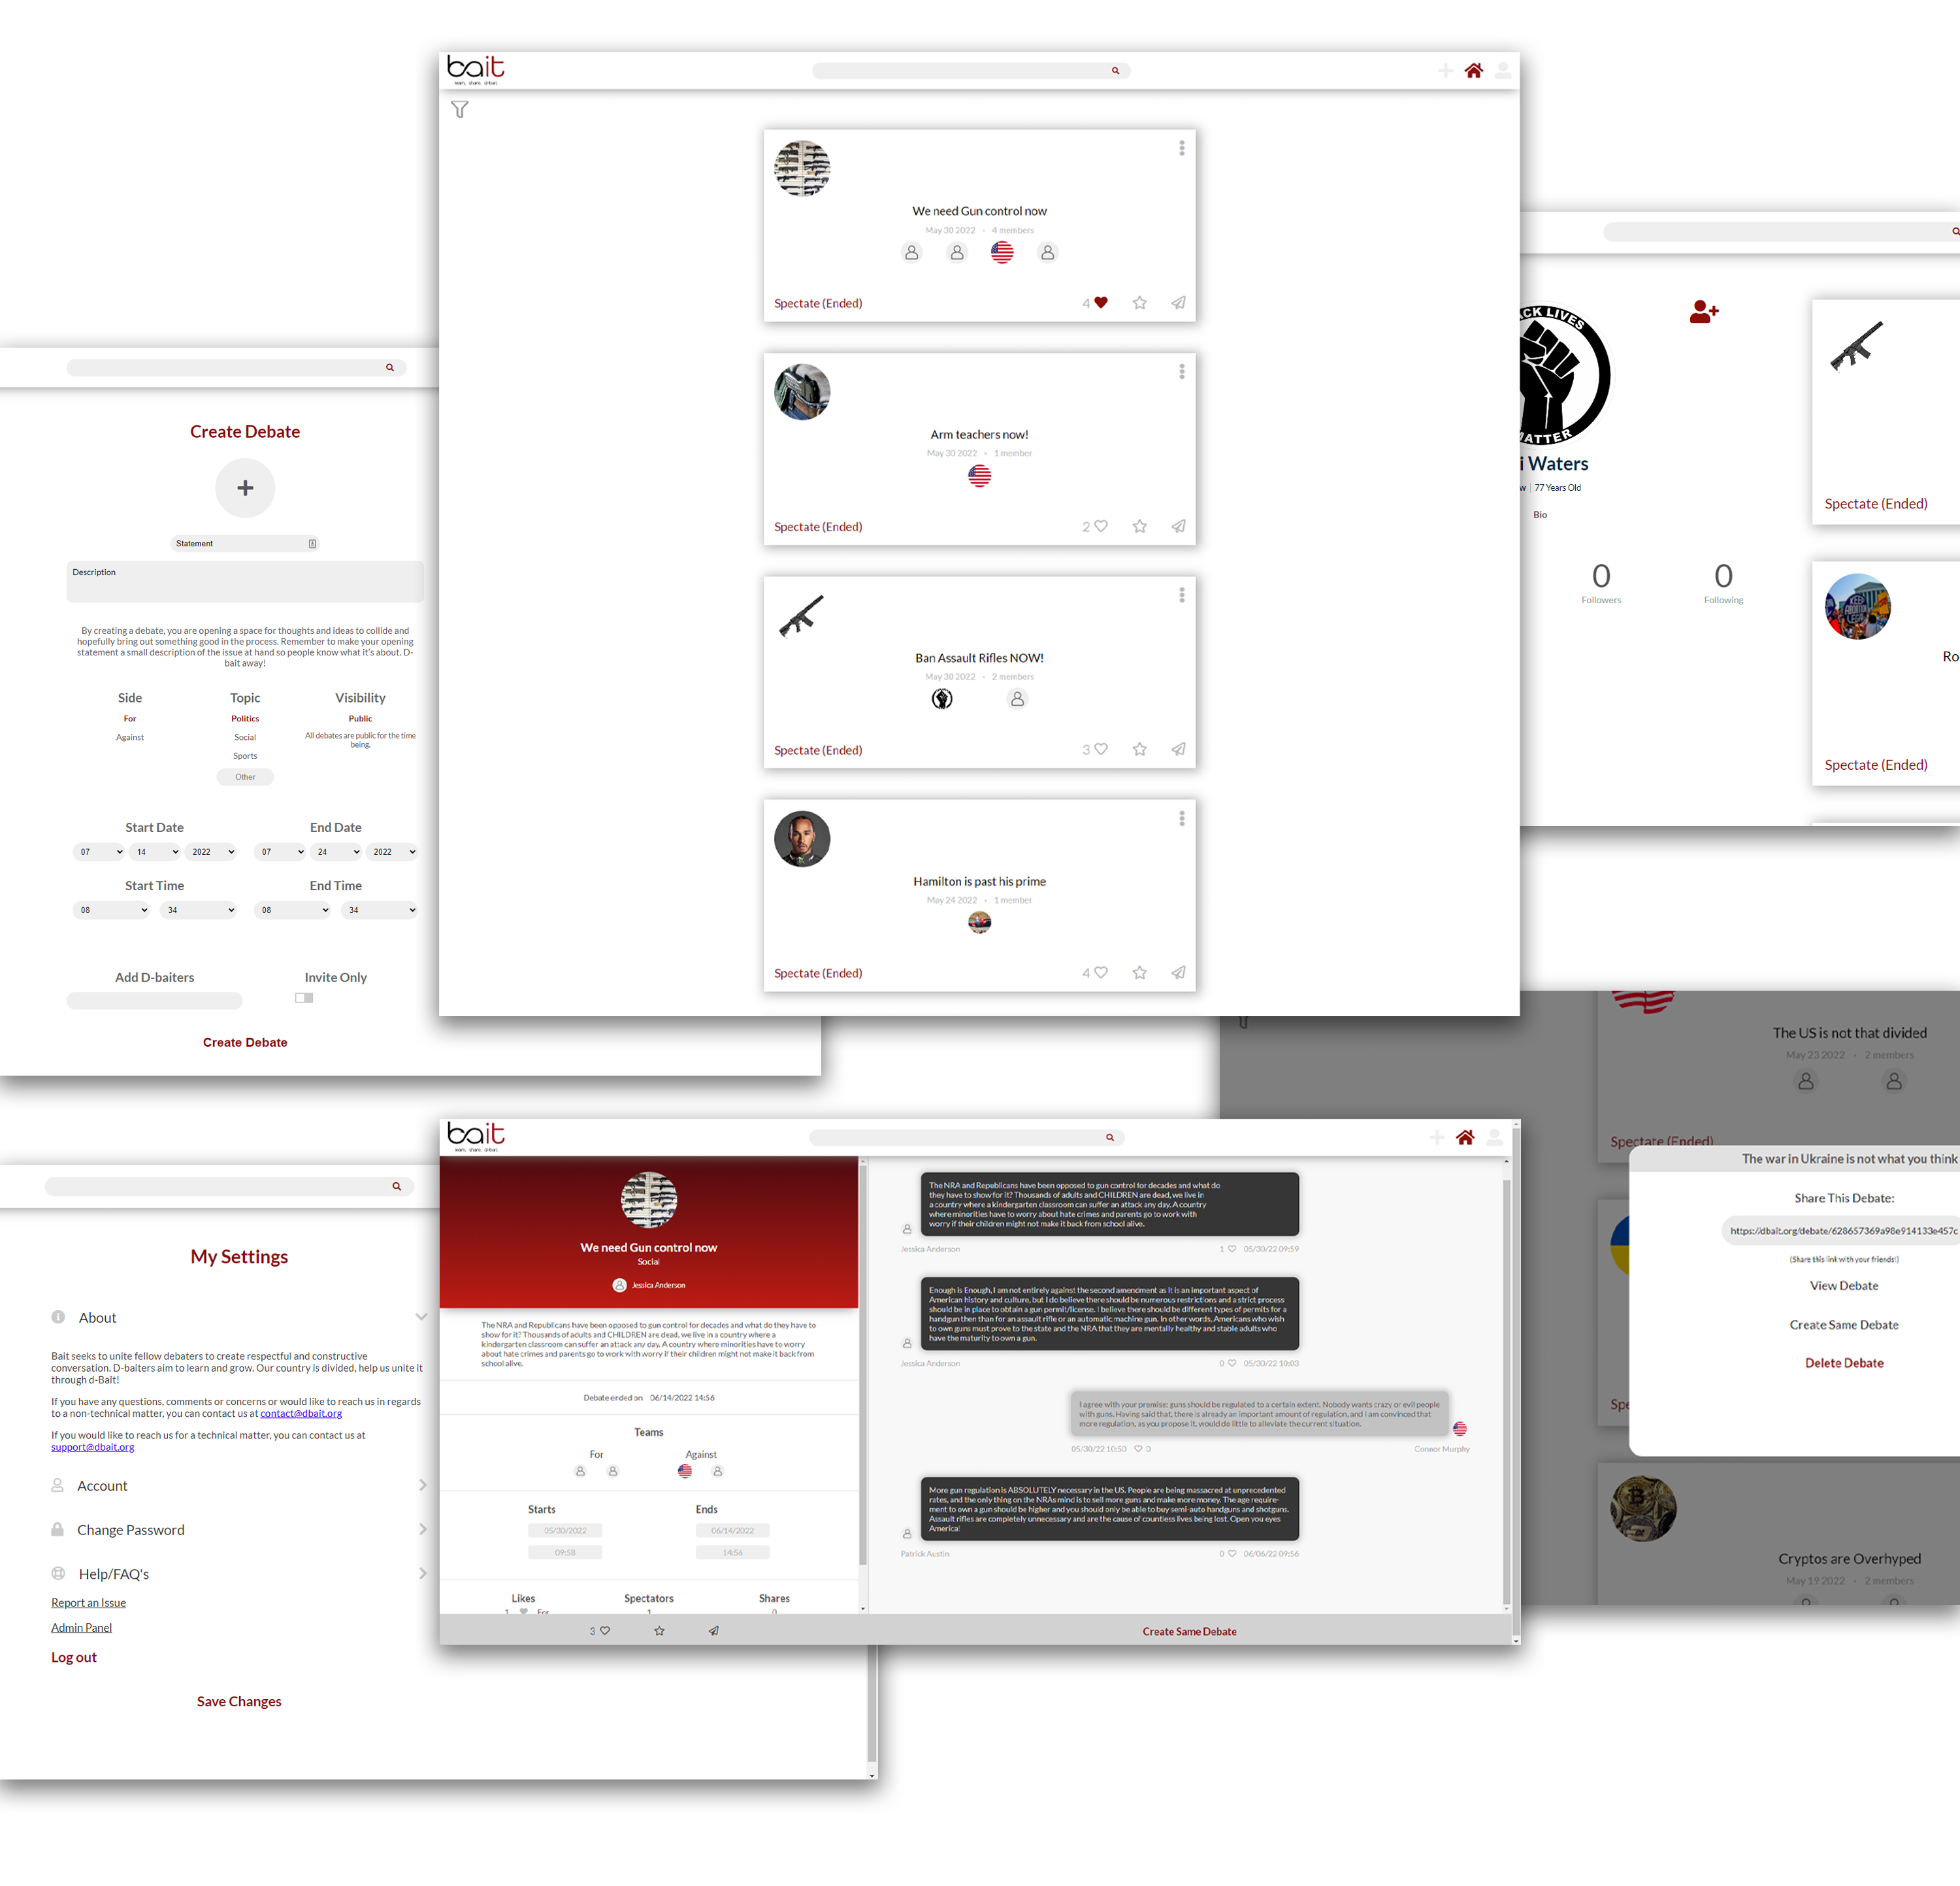 bait
learn. share. d-bait.
We need Gun control now
May 30 2022 • 4 members
Spectate (Ended)
4
Arm teachers now!
May 30 2022 • 1 member
Spectate (Ended)
2
Ban Assault Rifles NOW!
May 30 2022 • 2 members
Spectate (Ended)
3
Hamilton is past his prime
May 24 2022 • 1 member
Spectate (Ended)
4
Create Debate
Statement
Description
By creating a debate, you are opening a space for thoughts and ideas to collide and
hopefully bring out something good in the process. Remember to make your opening
statement a small description of the issue at hand so people know what it's about. D-
bait away!
Side
For
Against
Topic
Politics
Social
Sports
Other
Visibility
Public
All debates are public for the time
being.
Start Date
07 14 2022
End Date
07 24 2022
Start Time
08 34
End Time
08 34
Add D-baiters
Invite Only
Create Debate
ACK LIVES
MATTER
i Waters
w | 77 Years Old
Bio
0
Followers
0
Following
Spectate (Ended)
KEEP
ABORTION
LEGAL
Ro
Spectate (Ended)
The US is not that divided
May 23 2022 • 2 members
Spectate (Ended)
The war in Ukraine is not what you think
Share This Debate:
https://dbait.org/debate/628657369a98e914133e457c
(Share this link with your friends!)
View Debate
Create Same Debate
Delete Debate
Spe
Cryptos are Overhyped
May 19 2022 • 2 members
My Settings
About
Bait seeks to unite fellow debaters to create respectful and constructive
conversation. D-baiters aim to learn and grow. Our country is divided, help us unite it
through d-Bait!
If you have any questions, comments or concerns or would like to reach us in regards
to a non-technical matter, you can contact us at contact@dbait.org
If you would like to reach us for a technical matter, you can contact us at
support@dbait.org
Account
Change Password
Help/FAQ's
Report an Issue
Admin Panel
Log out
Save Changes
bait
learn. share. d-bait.
We need Gun control now
Social
Jessica Anderson
The NRA and Republicans have been opposed to gun control for decades and what do they have to
show for it? Thousands of adults and CHILDREN are dead, we live in a country where a
kindergarten classroom can suffer an attack any day. A country where minorities have to worry
about hate crimes and parents go to work with worry if their children might not make it back from
school alive.
Debate ended on 06/14/2022 14:56
Teams
For
Against
Starts
05/30/2022
09:58
Ends
06/14/2022
14:56
Likes
1 For
Spectators
1
Shares
0
3
Create Same Debate
The NRA and Republicans have been opposed to gun control for decades and what do
they have to show for it? Thousands of adults and CHILDREN are dead, we live in
a country where a kindergarten classroom can suffer an attack any day. A country
where minorities have to worry about hate crimes and parents go to work with
worry if their children might not make it back from school alive.
Jessica Anderson
1 05/30/22 09:59
Enough is Enough, I am not entirely against the second amendment as it is an important aspect of
American history and culture, but I do believe there should be numerous restrictions and a strict process
should be in place to obtain a gun permit/license. I believe there should be different types of permits for a
handgun then than for an assault rifle or an automatic machine gun. In other words, Americans who wish
to own guns must prove to the state and the NRA that they are mentally healthy and stable adults who
have the maturity to own a gun.
Jessica Anderson
0 05/30/22 10:03
I agree with your premise; guns should be regulated to a certain extent. Nobody wants crazy or evil people
with guns. Having said that, there is already an important amount of regulation, and I am convinced that
more regulation, as you propose it, would do little to alleviate the current situation.
05/30/22 10:50 0
Connor Murphy
More gun regulation is ABSOLUTELY necessary in the US. People are being massacred at unprecedented
rates, and the only thing on the NRAs mind is to sell more guns and make more money. The age require-
ment to own a gun should be higher and you should only be able to buy semi-auto handguns and shotguns.
Assault rifles are completely unnecessary and are the cause of countless lives being lost. Open you eyes
America!
Patrick Austin
0 06/06/22 09:56